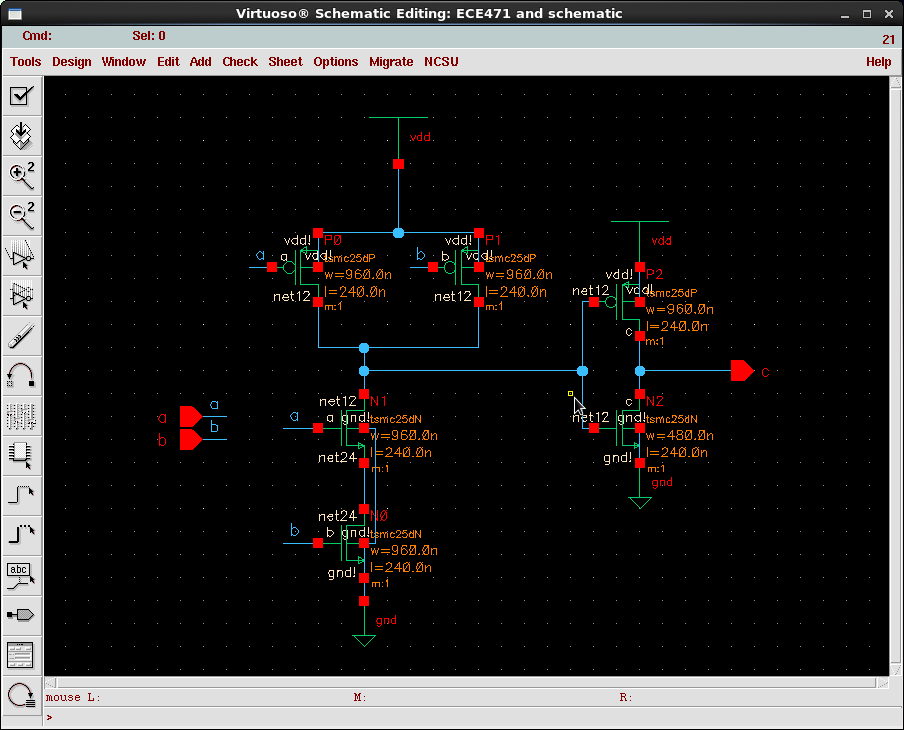 Virtuoso® Schematic Editing: ECE471 and schematic
Cmd: Sel: 0 21
Tools Design Window Edit Add Check Sheet Options Migrate NCSU Help
2
2
abc
vdd
vdd! P0
a a vdd!
tsmc25dP
w=960.0n
l=240.0n
net12
m:1
vdd! P1
b b vdd!
tsmc25dP
w=960.0n
l=240.0n
net12
m:1
vdd
vdd! P2
net12 vdd!
tsmc25dP
w=960.0n
l=240.0n
c
m:1
c
a a
b b
net12 N1
a a gnd!
tsmc25dN
w=960.0n
l=240.0n
net24
m:1
net24 N0
b b gnd!
tsmc25dN
w=960.0n
l=240.0n
gnd!
m:1
gnd
c N2
net12 gnd!
tsmc25dN
w=480.0n
l=240.0n
gnd!
m:1
gnd
mouse L: M: R:
>